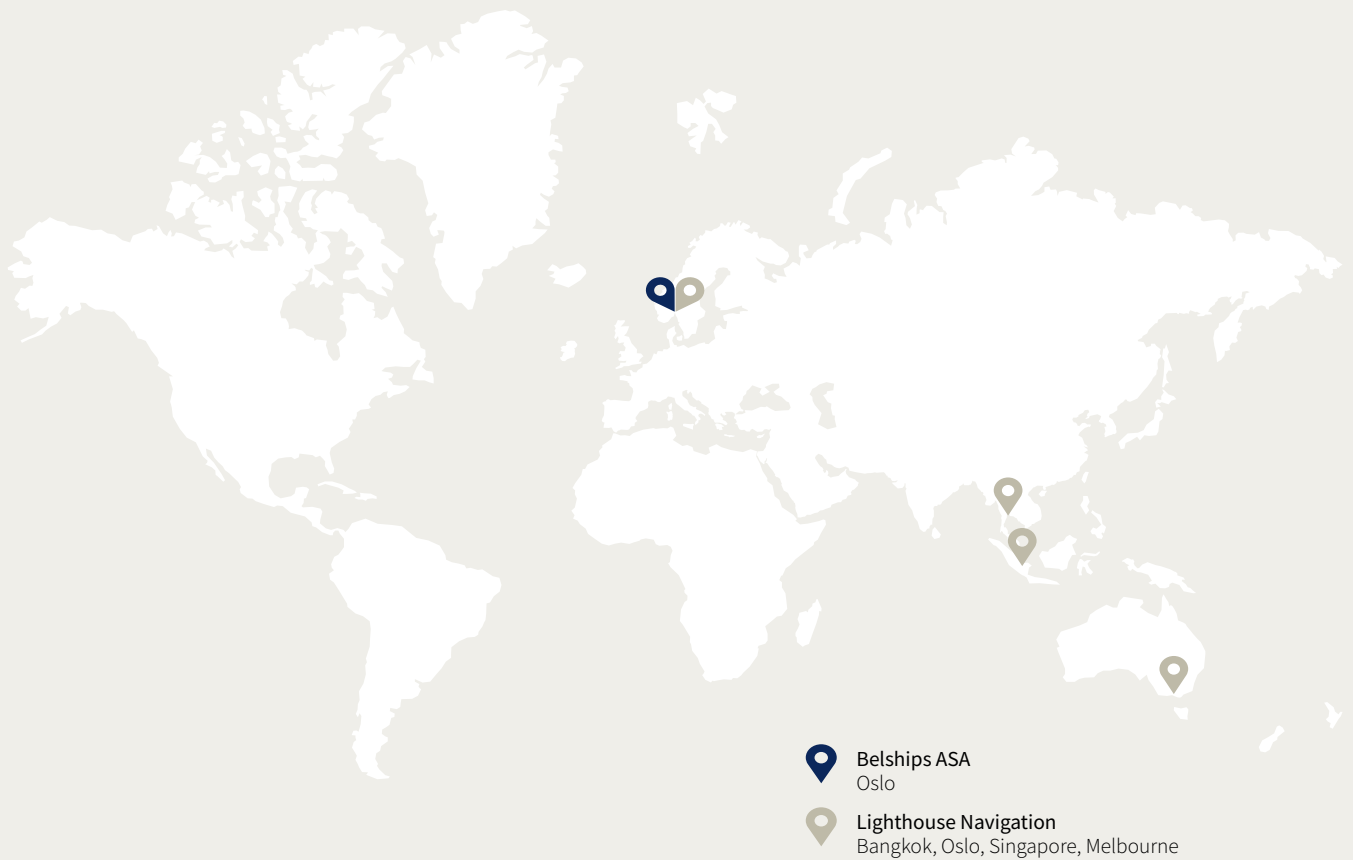 Belships ASA
Oslo
Lighthouse Navigation
Bangkok, Oslo, Singapore, Melbourne